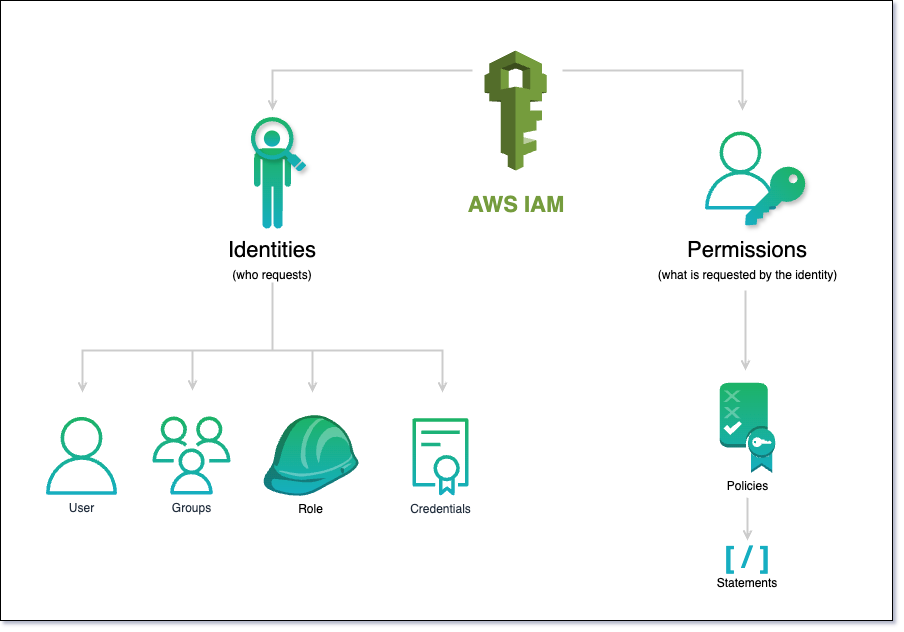 AWS IAM
Identities
(who requests)
Permissions
(what is requested by the identity)
User
Groups
Role
Credentials
Policies
[/]
Statements